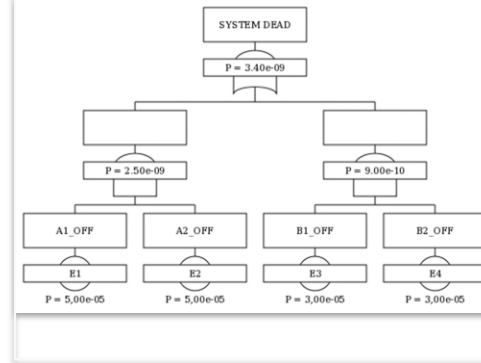 SYSTEM DEAD
P = 3.40e-09
P = 2.50e-09
P = 9.00e-10
A1_OFF
A2_OFF
B1_OFF
B2_OFF
E1
E2
E3
E4
P = 5,00e-05
P = 5,00e-05
P = 3,00e-05
P = 3,00e-05